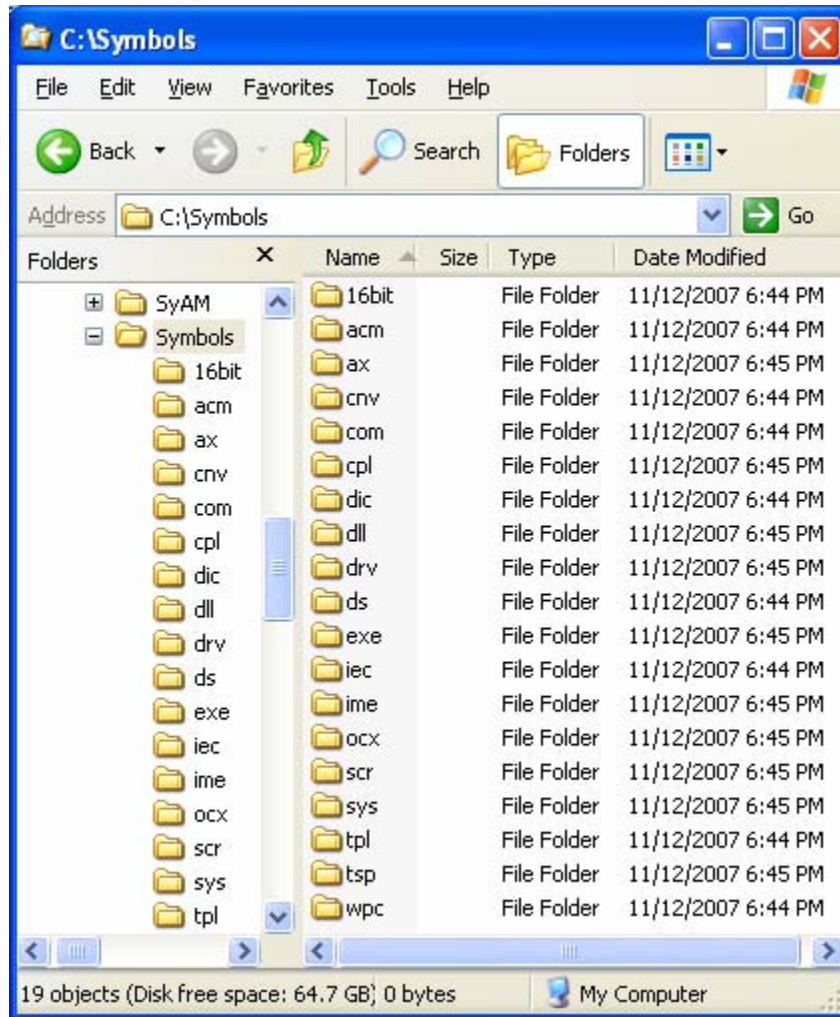 C:\Symbols
File Edit View Favorites Tools Help
Back Search Folders
Address C:\Symbols Go
Folders
SyAM
Symbols
16bit
acm
ax
cnv
com
cpl
dic
dll
drv
ds
exe
iec
ime
ocx
scr
sys
tpl
Name Size Type Date Modified
16bit File Folder 11/12/2007 6:44 PM
acm File Folder 11/12/2007 6:44 PM
ax File Folder 11/12/2007 6:45 PM
cnv File Folder 11/12/2007 6:44 PM
com File Folder 11/12/2007 6:44 PM
cpl File Folder 11/12/2007 6:45 PM
dic File Folder 11/12/2007 6:44 PM
dll File Folder 11/12/2007 6:45 PM
drv File Folder 11/12/2007 6:45 PM
ds File Folder 11/12/2007 6:44 PM
exe File Folder 11/12/2007 6:45 PM
iec File Folder 11/12/2007 6:44 PM
ime File Folder 11/12/2007 6:45 PM
ocx File Folder 11/12/2007 6:45 PM
scr File Folder 11/12/2007 6:45 PM
sys File Folder 11/12/2007 6:45 PM
tpl File Folder 11/12/2007 6:44 PM
tsp File Folder 11/12/2007 6:45 PM
wpc File Folder 11/12/2007 6:44 PM
19 objects (Disk free space: 64.7 GB) 0 bytes My Computer